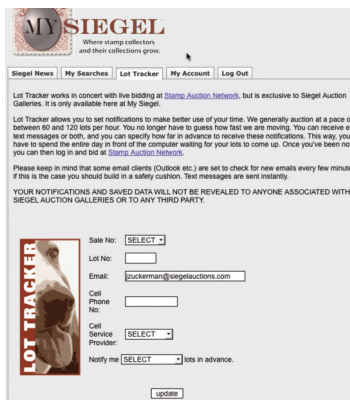 MY SIEGEL
Where stamp collectors
and their collections grow.
Siegel News My Searches Lot Tracker My Account Log Out
Lot Tracker works in concert with live bidding at Stamp Auction Network, but is exclusive to Siegel Auction
Galleries. It is only available here at My Siegel.
Lot Tracker allows you to set notifications to make better use of your time. We generally auction at a pace o
between 60 and 120 lots per hour. You no longer have to guess how fast we are moving. You can receive e
text messages or both, and you can specify how far in advance to receive these notifications. This way, you
have to spend the entire day in front of the computer waiting for your lots to come up. Once you've been no
you can then log in and bid at Stamp Auction Network.
Please keep in mind that some email clients (Outlook etc.) are set to check for new emails every few minute
if this is the case you should build in a safety cushion. Text messages are sent instantly.
YOUR NOTIFICATIONS AND SAVED DATA WILL NOT BE REVEALED TO ANYONE ASSOCIATED WITH
SIEGEL AUCTION GALLERIES OR TO ANY THIRD PARTY.
LOT TRACKER
Sale No: SELECT
Lot No:
Email: jzuckerman@siegelauctions.com
Cell
Phone
No:
Cell
Service SELECT
Provider:
Notify me SELECT lots in advance.
update